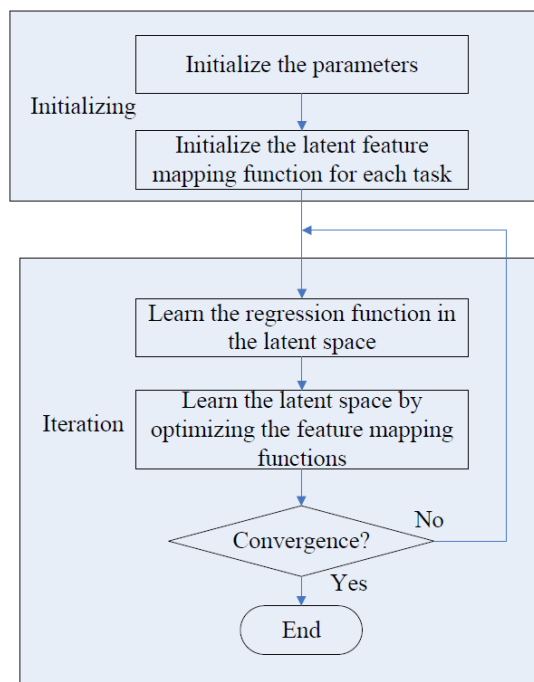 Initialize the parameters
Initializing
Initialize the latent feature
mapping function for each task
Learn the regression function in
the latent space
Learn the latent space by
optimizing the feature mapping
functions
Iteration
No
Convergence?
Yes
End